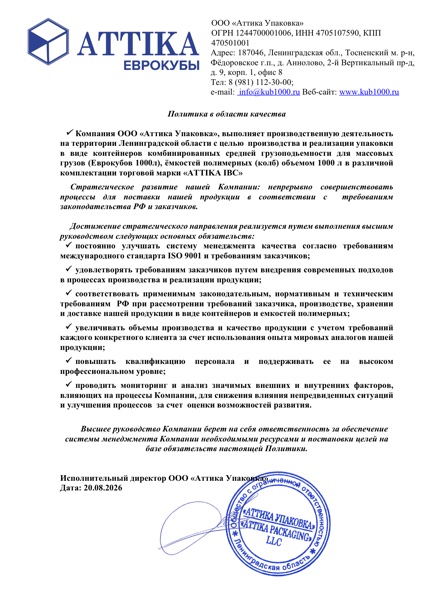 АТТІКА
ЕВРОКУБЫ
ООО «Аттика Упаковка»
ОГРН 1244700001006, ИНН 4705107590, КПП
470501001
Адрес: 187046, Ленинградская обл., Тосненский м. р-н,
Фёдоровское г.п., д. Аннолово, 2-й Вертикальный пр-д,
д. 9, корп. 1, офис 8
Тел: 8 (981) 112-30-00;
e-mail: info@kub1000.ru Веб-сайт: www.kub1000.ru
Политика в области качества
✓ Компания ООО «Аттика Упаковка», выполняет производственную деятельность
на территории Ленинградской области с целью производства и реализации упаковки
в виде контейнеров комбинированных средней грузоподъемности для массовых
грузов (Еврокубов 1000л), ёмкостей полимерных (колб) объемом 1000 л в различной
комплектации торговой марки «ATTIKA IBC»
Стратегическое развитие нашей Компании: непрерывно совершенствовать
процессы для поставки нашей продукции в соответствии с требованиями
законодательства РФ и заказчиков.
Достижение стратегического направления реализуется путем выполнения высшим
руководством следующих основных обязательств:
✓ постоянно улучшать систему менеджмента качества согласно требованиям
международного стандарта ISO 9001 и требованиям заказчиков;
✓ удовлетворять требованиям заказчиков путем внедрения современных подходов
в процессах производства и реализации продукции;
✓ соответствовать применимым законодательным, нормативным и техническим
требованиям РФ при рассмотрении требований заказчика, производстве, хранении
и доставке нашей продукции в виде контейнеров и емкостей полимерных;
✓ увеличивать объемы производства и качество продукции с учетом требований
каждого конкретного клиента за счет использования опыта мировых аналогов нашей
продукции;
✓ повышать квалификацию персонала и поддерживать ее на высоком
профессиональном уровне;
✓ проводить мониторинг и анализ значимых внешних и внутренних факторов,
влияющих на процессы Компании, для снижения влияния непредвиденных ситуаций
и улучшения процессов за счет оценки возможностей развития.
Высшее руководство Компании берет на себя ответственность за обеспечение
системы менеджмента Компании необходимыми ресурсами и постановки целей на
базе обязательств настоящей Политики.
Исполнительный директор ООО «Аттика Упаковка»
Дата: 20.08.2026
Общество с ограниченной ответственностью
«АТТИКА УПАКОВКА»
«ATTIKA PACKAGING»
LLC
Ленинградская область